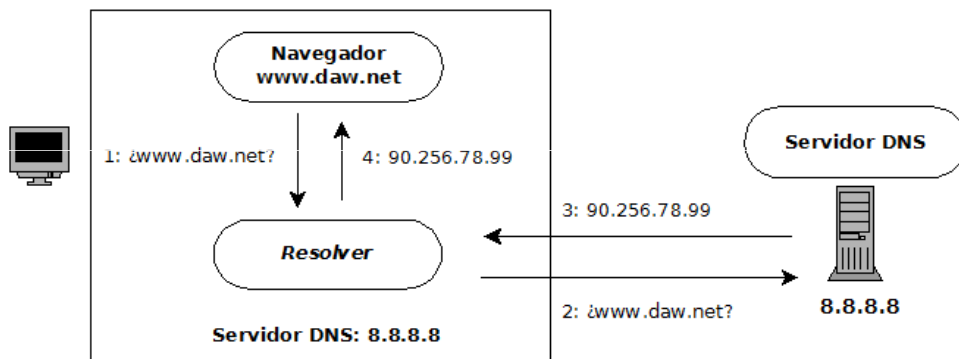 Navegador
www.daw.net
1: ¿www.daw.net?
4: 90.256.78.99
Resolver
Servidor DNS: 8.8.8.8
3: 90.256.78.99
2: ¿www.daw.net?
Servidor DNS
8.8.8.8